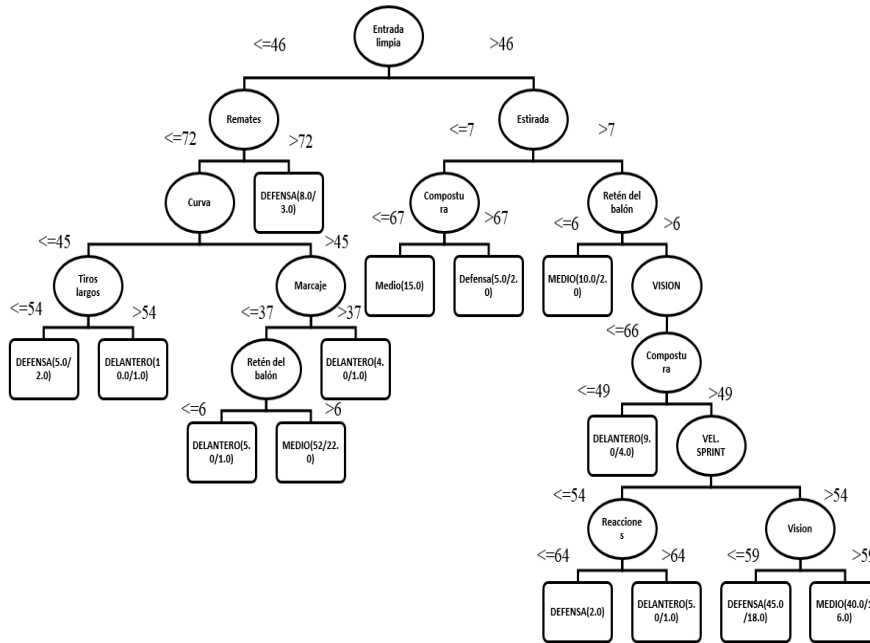 Entrada
limpia
<=46
>46
Remates
Estirada
<=72
>72
<=7
>7
Curva
DEFENSA(8.0/
3.0)
Compostu
ra
Retén del
balón
<=45
>45
<=67
>67
<=6
>6
Tiros
largos
Marcaje
Medio(15.0)
Defensa(5.0/2.
0)
MEDIO(10.0/2.
0)
VISION
<=54
>54
<=37
>37
<=66
DEFENSA(5.0/
2.0)
DELANTERO(1
0.0/1.0)
Retén del
balón
DELANTERO(4.
0/1.0)
Compostu
ra
<=6
>6
<=49
>49
DELANTERO(5.
0/1.0)
MEDIO(52/22.
0)
DELANTERO(9.
0/4.0)
VEL.
SPRINT
<=54
>54
Reaccione
s
Vision
<=64
>64
<=59
>59
DEFENSA(2.0)
DELANTERO(5.
0/1.0)
DEFENSA(45.0
/18.0)
MEDIO(40.0/1
6.0)